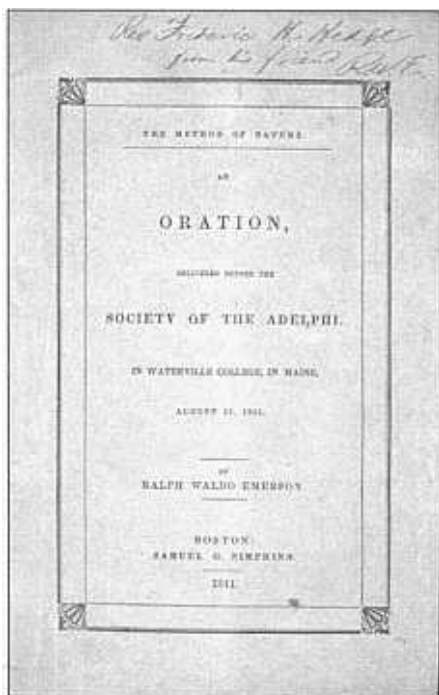 Rev Frederic H. Hedge
from his friend
THE METHOD OF NATURE.
AN
ORATION,
DELIVERED BEFORE THE
SOCIETY OF THE ADELPHI,
IN WATERVILLE COLLEGE, IN MAINE,
AUGUST 11, 1841.
BY
RALPH WALDO EMERSON
BOSTON:
SAMUEL G. SIMPKINS.
1841.